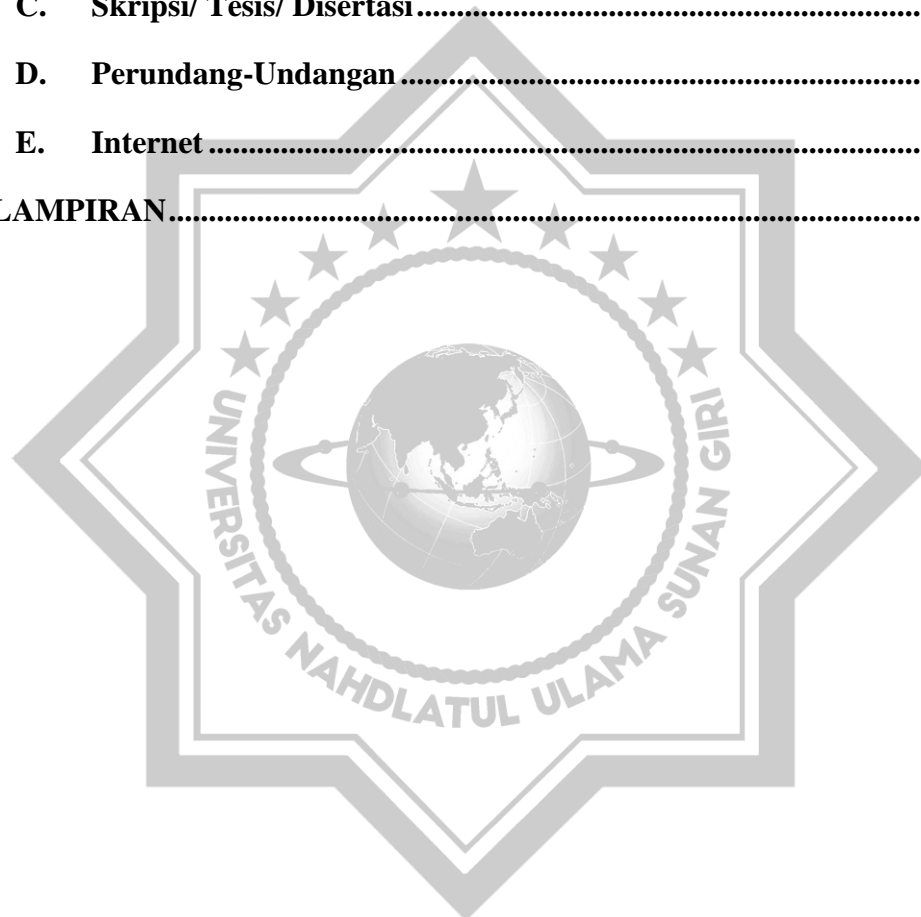 C. Skripsi/ Tesis/ Disertasi..........................................................
D. Perundang-Undangan............................................................
E. Internet....................................................................................
LAMPIRAN.........................................................................................
UNIVERSITAS NAHDLATUL ULAMA SUNAN GIRI